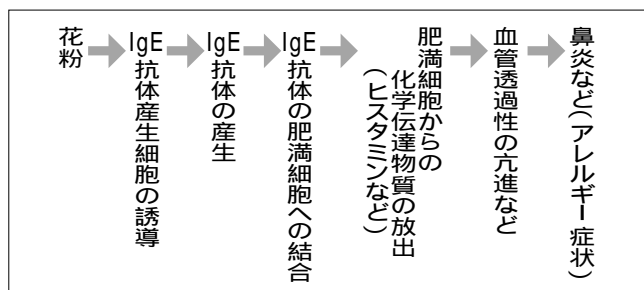 花粉
IgE抗体産生細胞の誘導
IgE抗体の産生
IgE抗体の肥満細胞への結合
肥満細胞からの
化学伝達物質の放出
(ヒスタミンなど)
血管透過性の亢進など
鼻炎など(アレルギー症状)